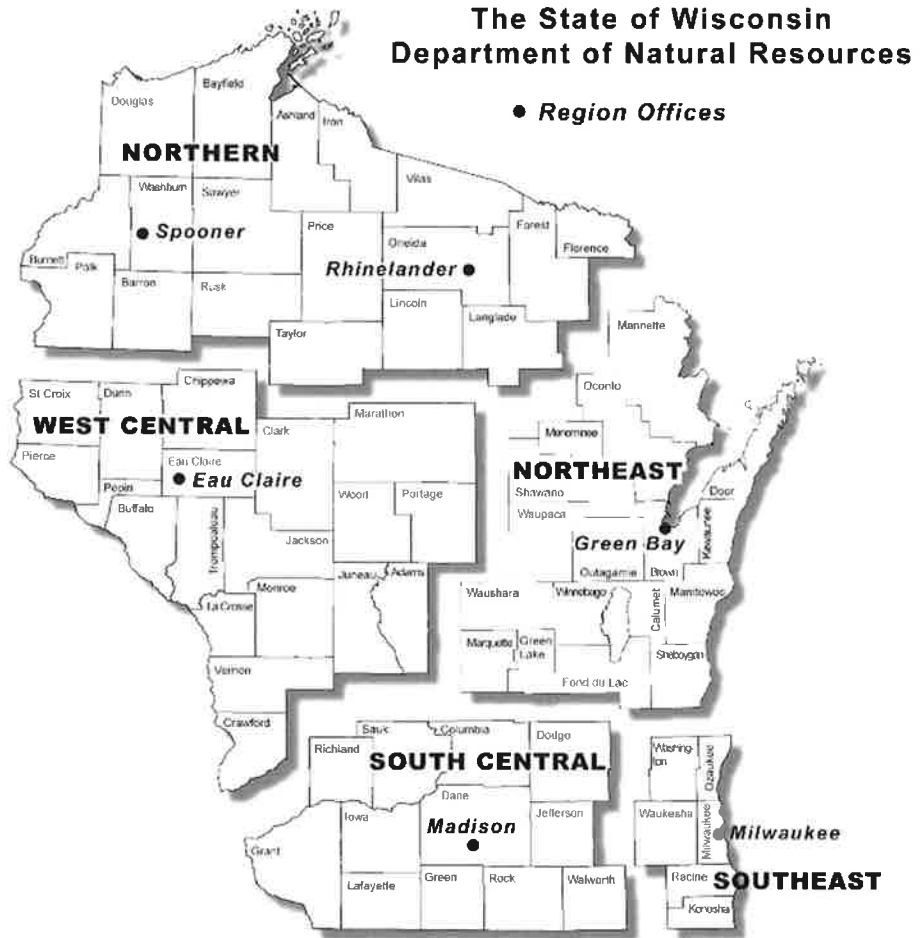 The State of Wisconsin
Department of Natural Resources
● Region Offices
Bayfield
Douglas
Ashland
Iron
NORTHERN
Vilas
Washburn
Sawyer
Price
Forest
Spooner
Oneida
Florence
Burnett
Polk
Rhinelander
Barron
Rusk
Lincoln
Langlade
Taylor
Marinette
Chippewa
St Croix
Dunn
Oconto
WEST CENTRAL
Marathon
Clark
Menominee
Pierce
Eau Claire
Eau Claire
NORTHEAST
Pepin
Wood
Portage
Shawano
Door
Buffalo
Waupaca
Trempealeau
Jackson
Green Bay
Kewaunee
Outagamie
Brown
Juneau
Adams
Monroe
Waushara
Winnebago
Calumet
Manitowoc
La Crosse
Marquette
Green
Lake
Sheboygan
Vernon
Fond du Lac
Crawford
Sauk
Columbia
Dodge
Richland
SOUTH CENTRAL
Washing-
ton
Ozaukee
Dane
Iowa
Madison
Jefferson
Waukesha
Milwaukee
Milwaukee
Grant
Lafayette
Green
Rock
Walworth
Racine
SOUTHEAST
Kenosha